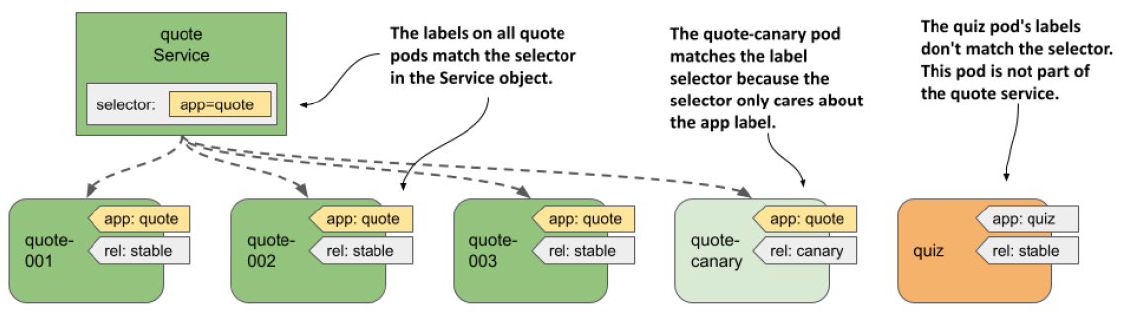 quote
Service
selector: app=quote
The labels on all quote
pods match the selector
in the Service object.
The quote-canary pod
matches the label
selector because the
selector only cares about
the app label.
The quiz pod's labels
don't match the selector.
This pod is not part of
the quote service.
quote-
001
app: quote
rel: stable
quote-
002
app: quote
rel: stable
quote-
003
app: quote
rel: stable
quote-
canary
app: quote
rel: canary
quiz
app: quiz
rel: stable